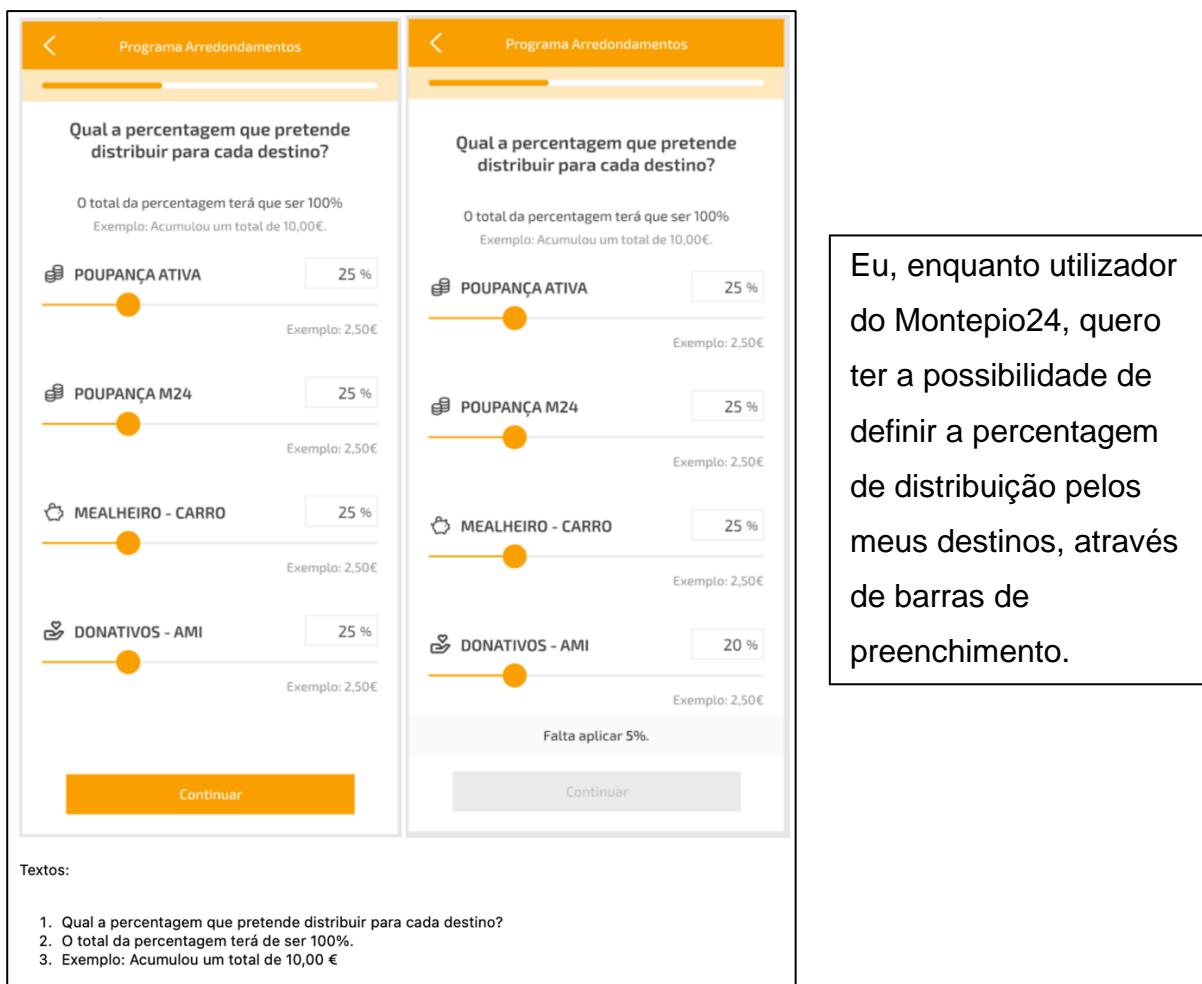 Programa Arredondamentos
Qual a percentagem que pretende
distribuir para cada destino?
O total da percentagem terá que ser 100%
Exemplo: Acumulou um total de 10,00€.
POUPANÇA ATIVA 25 %
Exemplo: 2,50€
POUPANÇA M24 25 %
Exemplo: 2,50€
MEALHEIRO - CARRO 25 %
Exemplo: 2,50€
DONATIVOS - AMI 25 %
Exemplo: 2,50€
Continuar
Programa Arredondamentos
Qual a percentagem que pretende
distribuir para cada destino?
O total da percentagem terá que ser 100%
Exemplo: Acumulou um total de 10,00€.
POUPANÇA ATIVA 25 %
Exemplo: 2,50€
POUPANÇA M24 25 %
Exemplo: 2,50€
MEALHEIRO - CARRO 25 %
Exemplo: 2,50€
DONATIVOS - AMI 20 %
Exemplo: 2,50€
Falta aplicar 5%.
Continuar
Textos:
1. Qual a percentagem que pretende distribuir para cada destino?
2. O total da percentagem terá de ser 100%.
3. Exemplo: Acumulou um total de 10,00 €
Eu, enquanto utilizador
do Montepio24, quero
ter a possibilidade de
definir a percentagem
de distribuição pelos
meus destinos, através
de barras de
preenchimento.